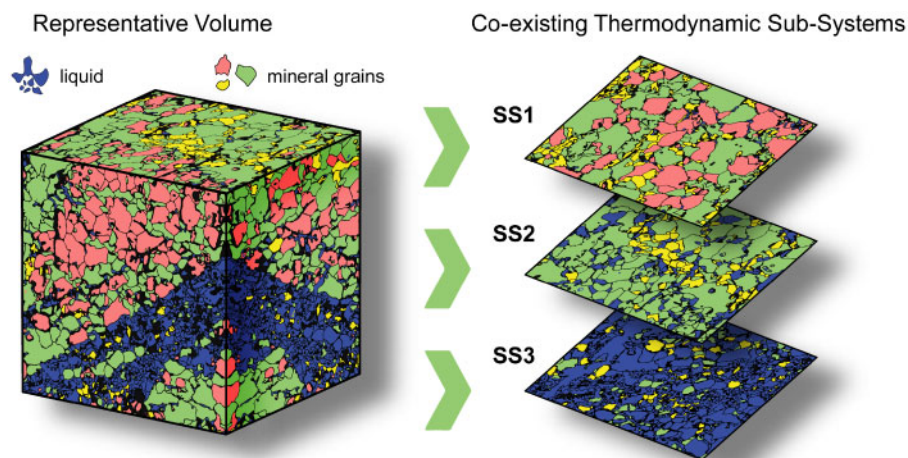 Representative Volume
Co-existing Thermodynamic Sub-Systems
liquid
mineral grains
SS1
SS2
SS3